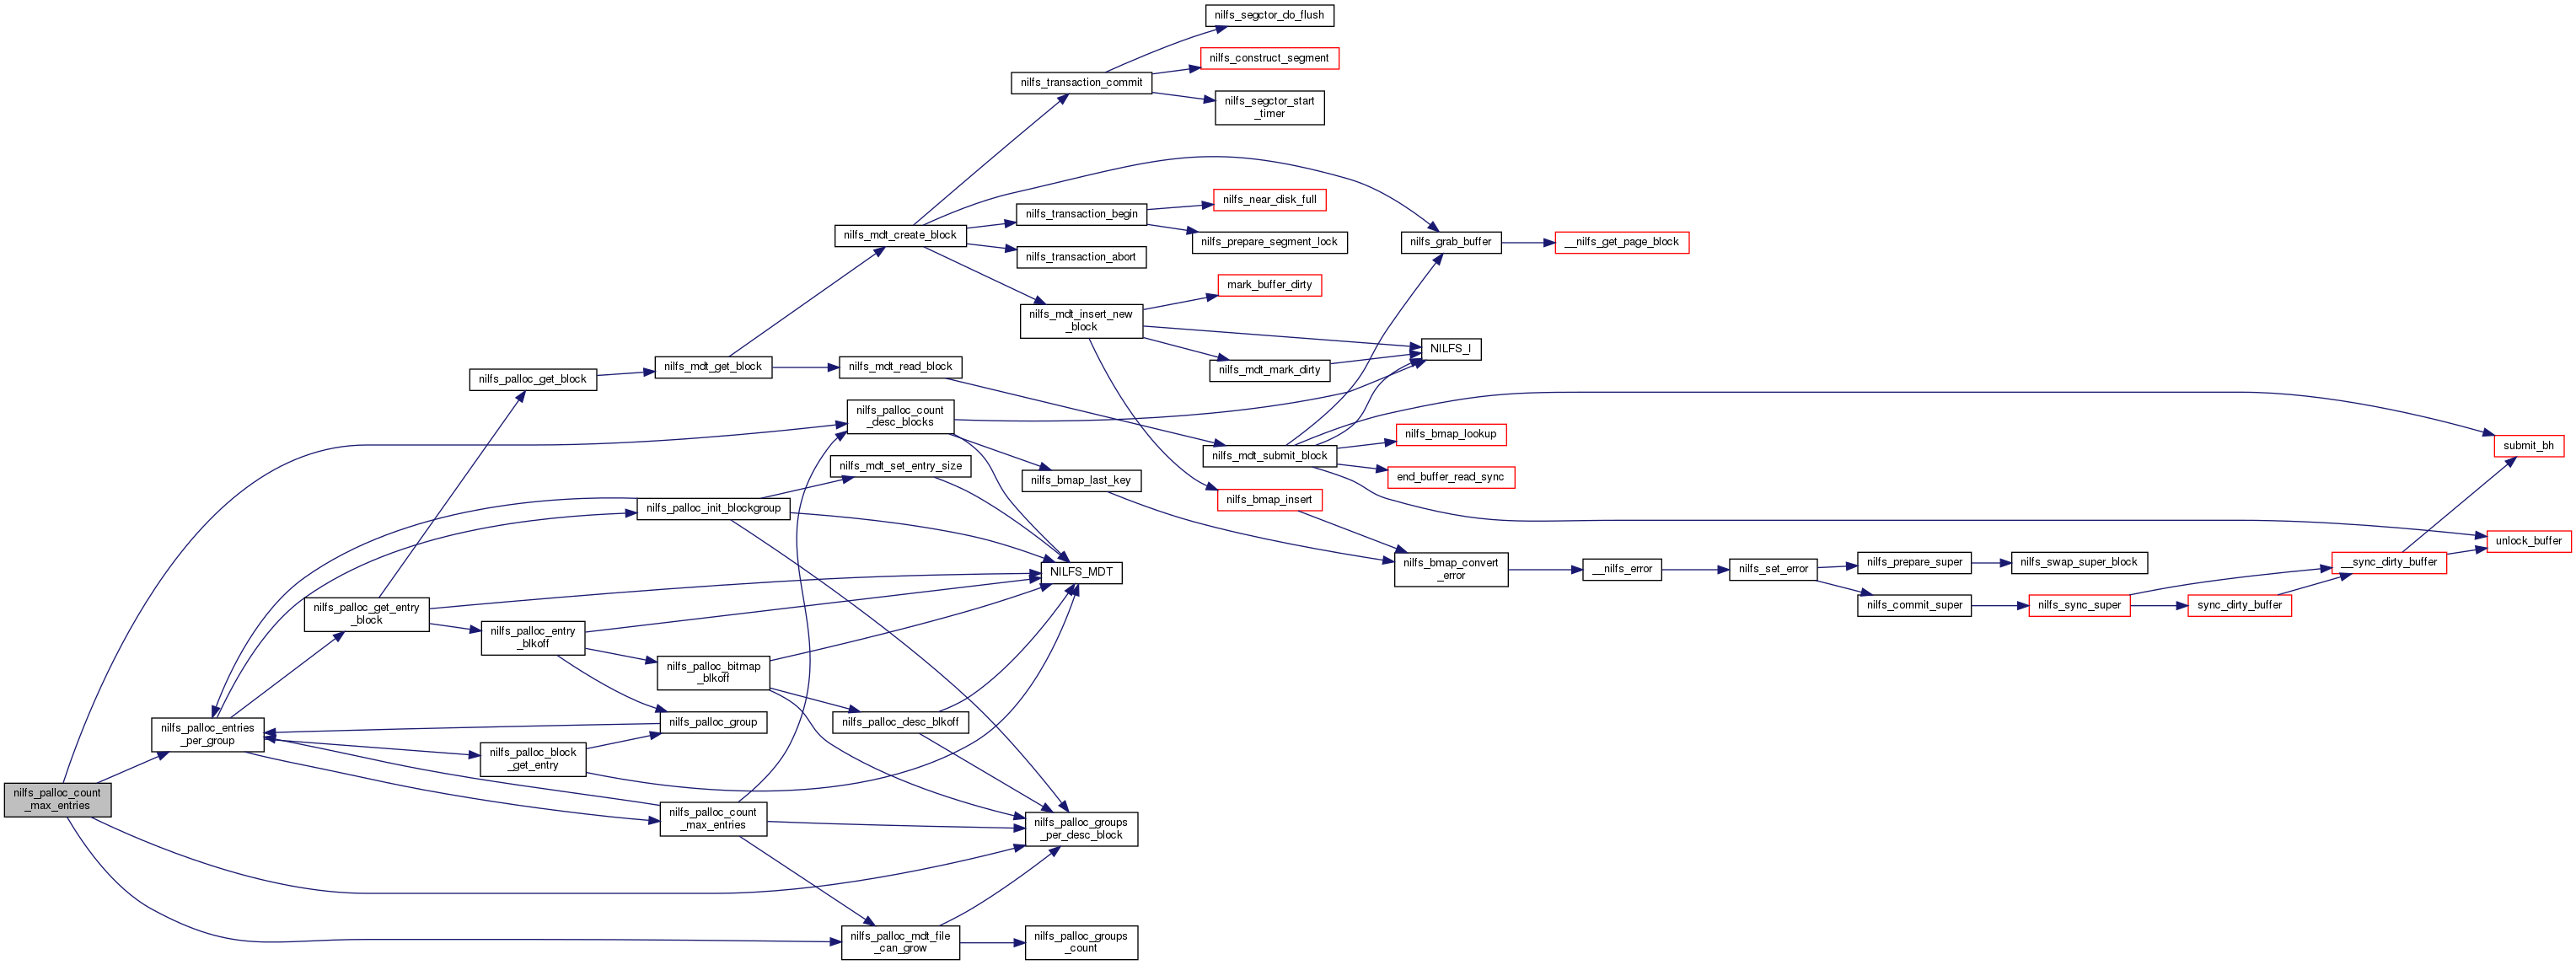 nilfs_segctor_do_flush
nilfs_construct_segment
nilfs_transaction_commit
nilfs_segctor_start
_timer
nilfs_near_disk_full
nilfs_transaction_begin
nilfs_mdt_create_block
nilfs_prepare_segment_lock
nilfs_grab_buffer
__nilfs_get_page_block
nilfs_transaction_abort
mark_buffer_dirty
nilfs_mdt_insert_new
_block
NILFS_I
nilfs_mdt_get_block
nilfs_mdt_read_block
nilfs_mdt_mark_dirty
nilfs_palloc_get_block
nilfs_palloc_count
_desc_blocks
nilfs_bmap_lookup
submit_bh
nilfs_mdt_submit_block
nilfs_mdt_set_entry_size
nilfs_bmap_last_key
end_buffer_read_sync
nilfs_bmap_insert
nilfs_palloc_init_blockgroup
unlock_buffer
NILFS_MDT
nilfs_bmap_convert
_error
__nilfs_error
nilfs_set_error
nilfs_prepare_super
nilfs_swap_super_block
__sync_dirty_buffer
nilfs_commit_super
nilfs_sync_super
sync_dirty_buffer
nilfs_palloc_get_entry
_block
nilfs_palloc_entry
_blkoff
nilfs_palloc_bitmap
_blkoff
nilfs_palloc_group
nilfs_palloc_desc_blkoff
nilfs_palloc_entries
_per_group
nilfs_palloc_block
_get_entry
nilfs_palloc_count
_max_entries
nilfs_palloc_count
_max_entries
nilfs_palloc_groups
_per_desc_block
nilfs_palloc_mdt_file
_can_grow
nilfs_palloc_groups
_count